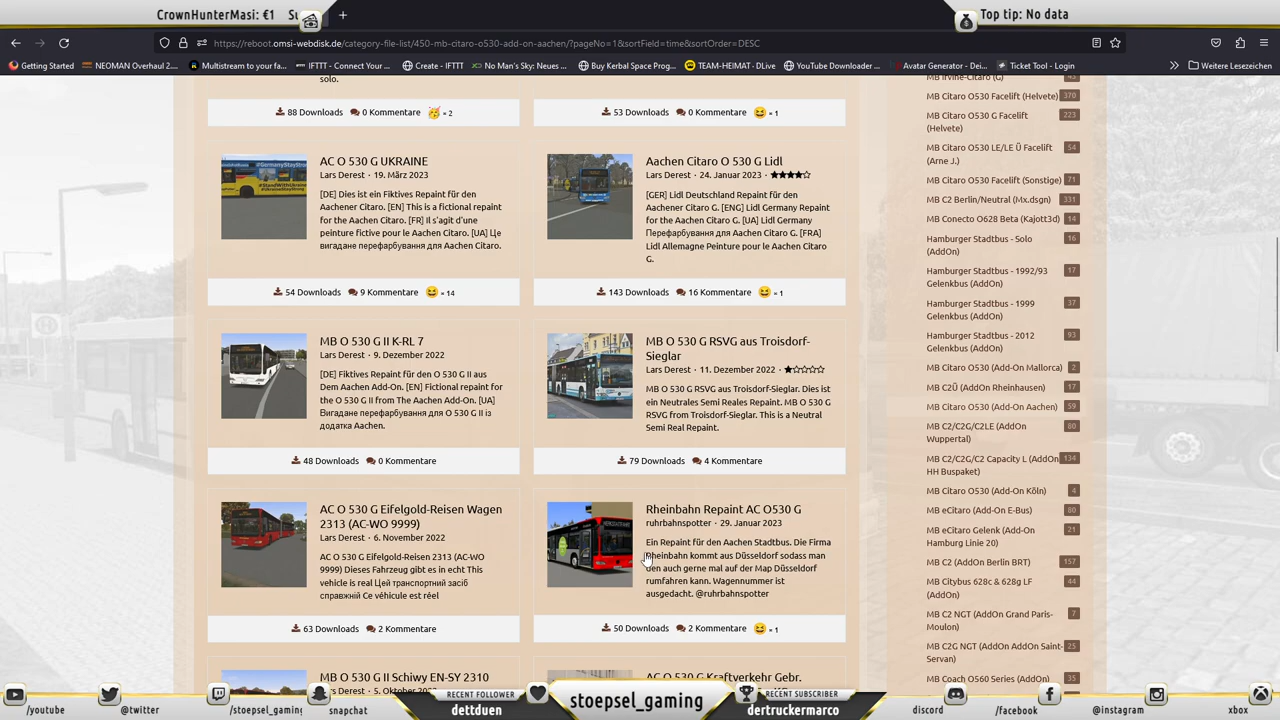 CrownHunterMasi: €1 Su
Top tip: No data
https://reboot.omsi-webdisk.de/category-file-list/450-mb-citaro-o530-add-on-aachen/?pageNo=1&sortField=time&sortOrder=DESC
Getting Started NEOMAN Overhaul 2.... Multistream to your fa... IFTTT - Connect Your ... Create - IFTTT No Man's Sky: Neues ... Buy Kerbal Space Prog... TEAM-HEIMAT - DLive YouTube Downloader ... Avatar Generator - Dei... Ticket Tool - Login Weitere Lesezeichen
solo.
88 Downloads 0 Kommentare = 2
53 Downloads 0 Kommentare = 1
AC O 530 G UKRAINE
Lars Derest · 19. März 2023
[DE] Dies ist ein Fiktives Repaint für den
Aachener Citaro. [EN] This is a fictional repaint
for the Aachen Citaro G. [FR] Il s'agit d'une
peinture fictive pour le Aachen Citaro. [UA] Це
вигадане перефарбування для Aachen Citaro.
54 Downloads 9 Kommentare = 14
Aachen Citaro O 530 G Lidl
Lars Derest · 24. Januar 2023 · ★★★★☆
[GER] Lidl Deutschland Repaint für den
Aachener Citaro G. [ENG] Lidl Germany Repaint
for the Aachen Citaro G. [UA] Lidl Germany
Перефарбування для Aachen Citaro G. [FRA]
Lidl Allemagne Peinture pour le Aachen Citaro
G.
143 Downloads 16 Kommentare = 1
MB O 530 G II K-RL 7
Lars Derest · 9. Dezember 2022
[DE] Fiktives Repaint für den O 530 G II aus
Dem Aachen Add-On. [EN] Fictional repaint for
the O 530 G II from The Aachen Add-On. [UA]
Вигадане перефарбування для O 530 G II із
додатка Aachen.
48 Downloads 0 Kommentare
MB O 530 G RSVG aus Troisdorf-
Sieglar
Lars Derest · 11. Dezember 2022 · ★☆☆☆☆
MB O 530 G RSVG aus Troisdorf-Sieglar. Dies ist
ein Neutrales Semi Reales Repaint. MB O 530 G
RSVG from Troisdorf-Sieglar. This is a Neutral
Semi Real Repaint.
79 Downloads 4 Kommentare
AC O 530 G Eifelgold-Reisen Wagen
2313 (AC-WO 9999)
Lars Derest · 6. November 2022
AC O 530 G Eifelgold-Reisen 2313 (AC-WO
9999) Dieses Fahrzeug gibt es in echt This
vehicle is real Цей транспортний засіб
справжній Ce véhicule est réel
63 Downloads 2 Kommentare
Rheinbahn Repaint AC O530 G
ruhrbahnspotter · 29. Januar 2023
Ein Repaint für den Aachen Stadtbus. Die Firma
Rheinbahn kommt aus Düsseldorf sodass man
den auch gerne mal auf der Map Düsseldorf
rumfahren kann. Wagennummer ist
ausgedacht. @ruhrbahnspotter
50 Downloads 2 Kommentare = 1
MB O 530 G II Schiwy EN-SY 2310
Lars Derest · 5. Oktober
AC O 530 G Kraftverkehr Gebr.
MB Irvine-Citaro (G)
MB Citaro O530 Facelift (Helvete) 370
MB Citaro O530 G Facelift
(Helvete) 223
MB Citaro O530 LE/LE Ü Facelift
(Arne J.) 54
MB Citaro O530 Facelift (Sonstige) 71
MB C2 Berlin/Neutral (Mx.dsgn) 331
MB Conecto O628 Beta (Kajott3d) 14
Hamburger Stadtbus - Solo
(AddOn) 16
Hamburger Stadtbus - 1992/93
Gelenkbus (AddOn) 17
Hamburger Stadtbus - 1999
Gelenkbus (AddOn) 37
Hamburger Stadtbus - 2012
Gelenkbus (AddOn) 93
MB Citaro O530 (Add-On Mallorca) 2
MB C2Ü (AddOn Rheinhausen) 17
MB Citaro O530 (Add-On Aachen) 59
MB C2/C2G/C2LE (AddOn
Wuppertal) 80
MB C2/C2G/C2 Capacity L (AddOn
HH Buspaket) 134
MB Citaro O530 (Add-On Köln) 4
MB eCitaro (Add-On E-Bus) 80
MB eCitaro Gelenk (Add-On
Hamburg Linie 20) 21
MB C2 (AddOn Berlin BRT) 157
MB Citybus 628c & 628g LF
(AddOn) 44
MB C2 NGT (AddOn Grand Paris-
Moulon) 7
MB C2G NGT (AddOn AddOn Saint-
Servan) 25
MB Coach O560 Series (AddOn) 35
/youtube @twitter /stoepsel_gaming snapchat
RECENT FOLLOWER
dettduen
stoepsel_gaming
RECENT SUBSCRIBER
dertruckermarco
discord /facebook @instagram xbox